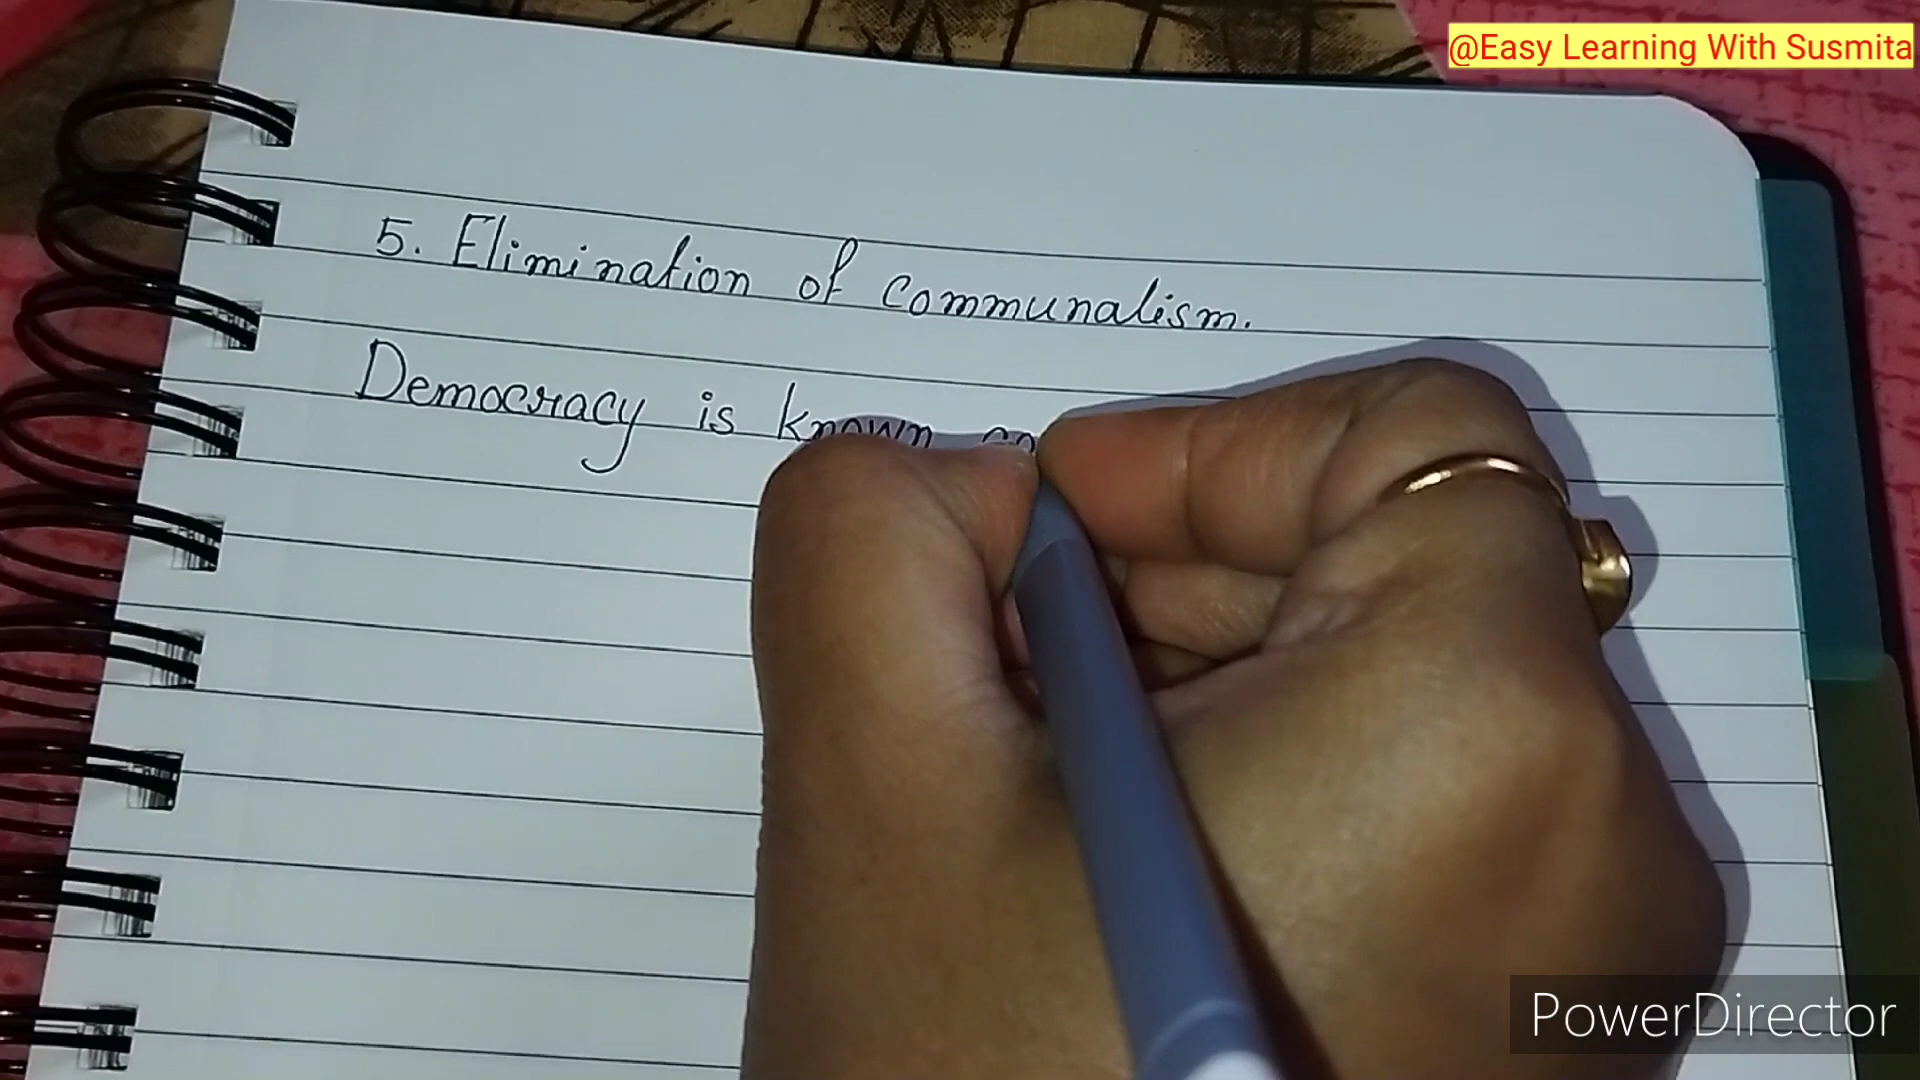 @Easy Learning With Susmita
5. Elimination of communalism.
Democracy is known
PowerDirector